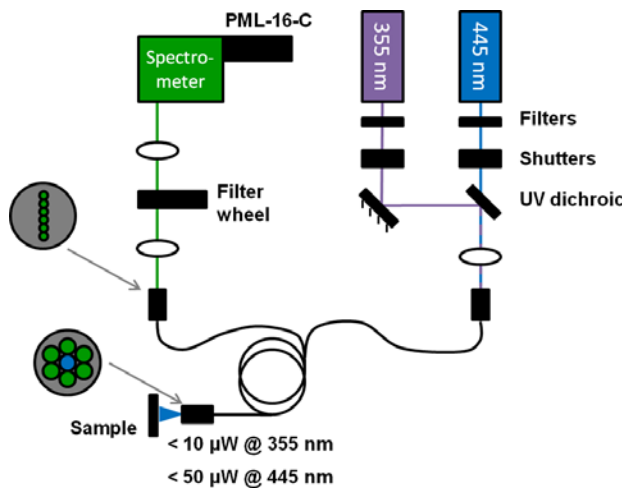 PML-16-C
Spectro-
meter
355 nm
445 nm
Filters
Shutters
UV dichroic
Filter
wheel
Sample
< 10 µW @ 355 nm
< 50 µW @ 445 nm